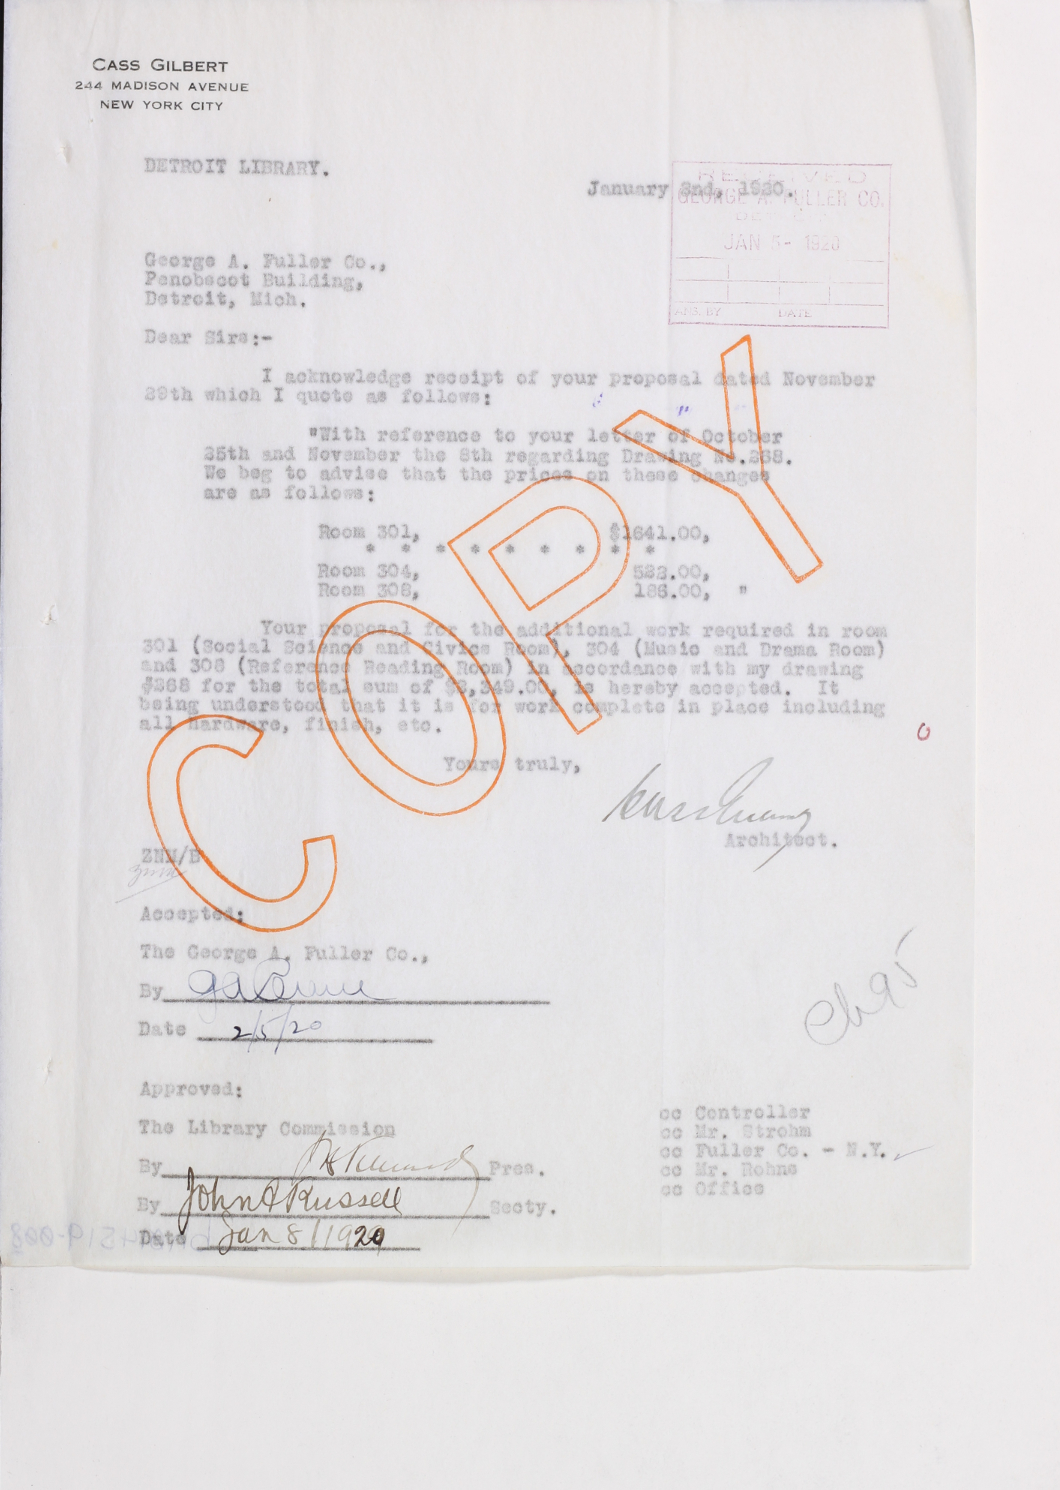 CASS GILBERT
244 MADISON AVENUE
NEW YORK CITY
DETROIT LIBRARY.
January 2nd, 1920.
RECEIVED
GEORGE A. FULLER CO.
DETROIT
JAN 5- 1920
ANS. BY DATE
George A. Fuller Co.,
Penobscot Building,
Detroit, Mich.
Dear Sirs:-
I acknowledge receipt of your proposal dated November
29th which I quote as follows:
"With reference to your letter of October
25th and November the 8th regarding Drawing No.268.
We beg to advise that the prices on these changes
are as follows:
Room 301, $1641.00,
* * * * * * * * *
Room 304, 522.00,
Room 308, 186.00, "
Your proposal for the additional work required in room
301 (Social Science and Civics Room), 304 (Music and Drama Room)
and 308 (Reference Reading Room) in accordance with my drawing
#268 for the total sum of $2,349.00, is hereby accepted. It
being understood that it is for work complete in place including
all hardware, finish, etc.
Yours truly,
Architect.
ZNM/B
Accepted:
The George A. Fuller Co.,
By
Date 2/5/20
Approved:
The Library Commission
By Pres.
By John A Russell Secty.
Date Jan 8/1920
cc Controller
cc Mr. Strohm
cc Fuller Co. - N.Y.
cc Mr. Rohns
cc Office
COPY